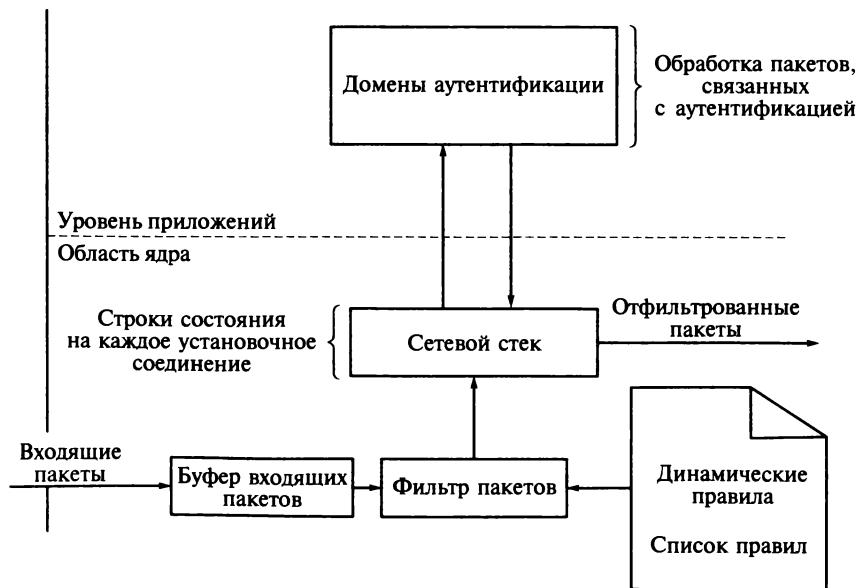 Домены аутентификации
Обработка пакетов,
связанных
с аутентификацией
Уровень приложений
Область ядра
Строки состояния
на каждое установочное
соединение
Сетевой стек
Отфильтрованные
пакеты
Входящие
пакеты
Буфер входящих
пакетов
Фильтр пакетов
Динамические
правила
Список правил